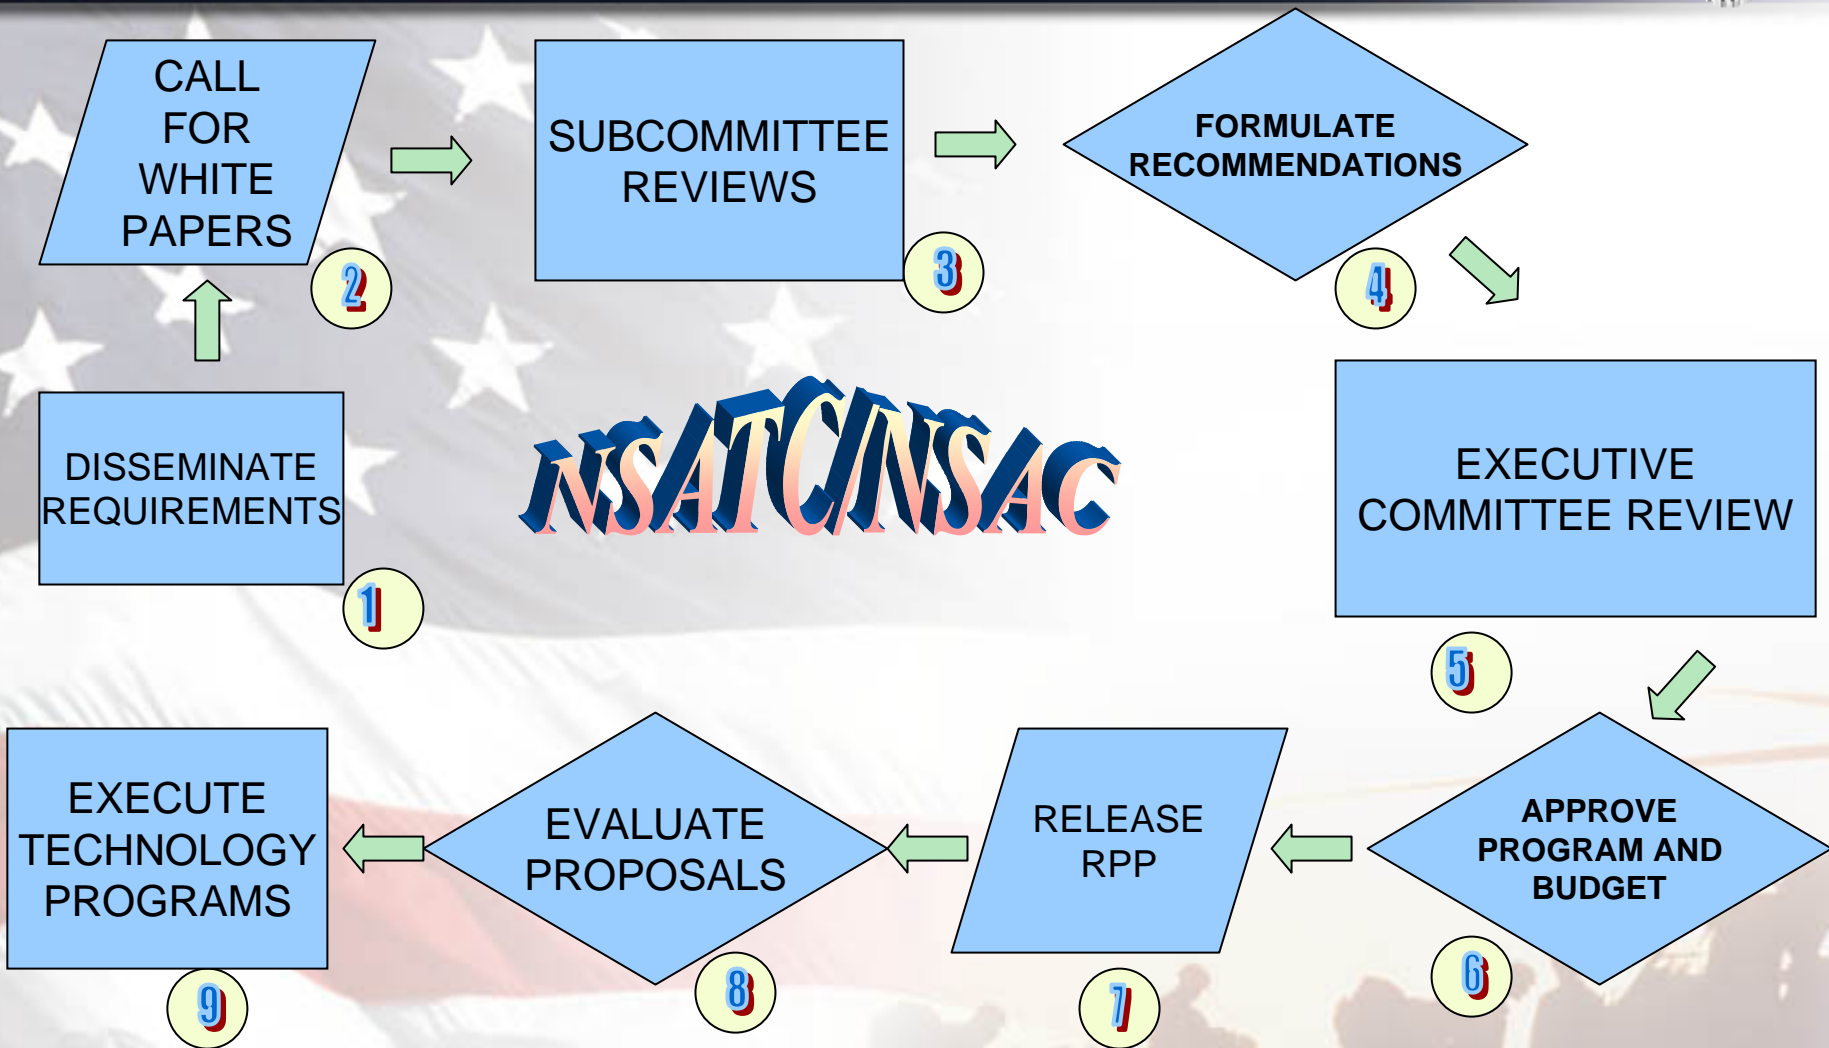 CALL
FOR
WHITE
PAPERS
2
SUBCOMMITTEE
REVIEWS
3
FORMULATE
RECOMMENDATIONS
4
DISSEMINATE
REQUIREMENTS
1
NSATC/NSAC
EXECUTIVE
COMMITTEE REVIEW
5
EXECUTE
TECHNOLOGY
PROGRAMS
9
EVALUATE
PROPOSALS
8
RELEASE
RPP
7
APPROVE
PROGRAM AND
BUDGET
6